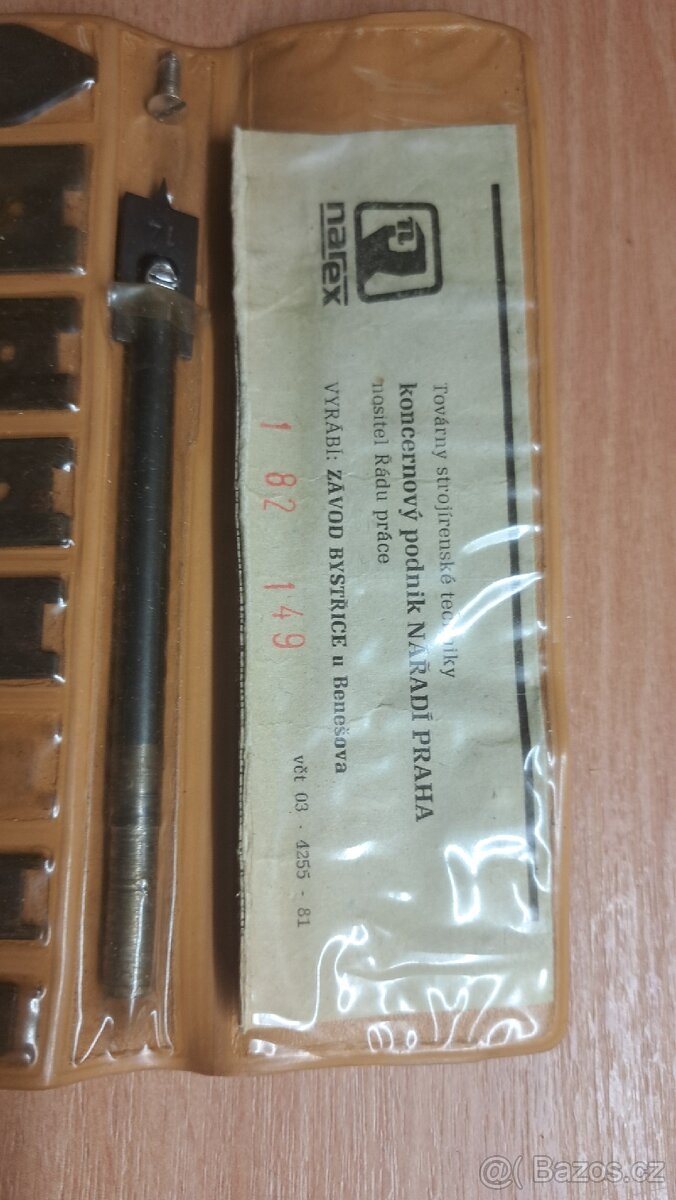 narex
Továrny strojírenské techniky
koncernový podnik NÁŘADÍ PRAHA
nositel Řádu práce
VYRÁBÍ: ZÁVOD BYSTŘICE u Benešova
1 82 149
včt 03 - 4255 - 81
@ Bazos.cz